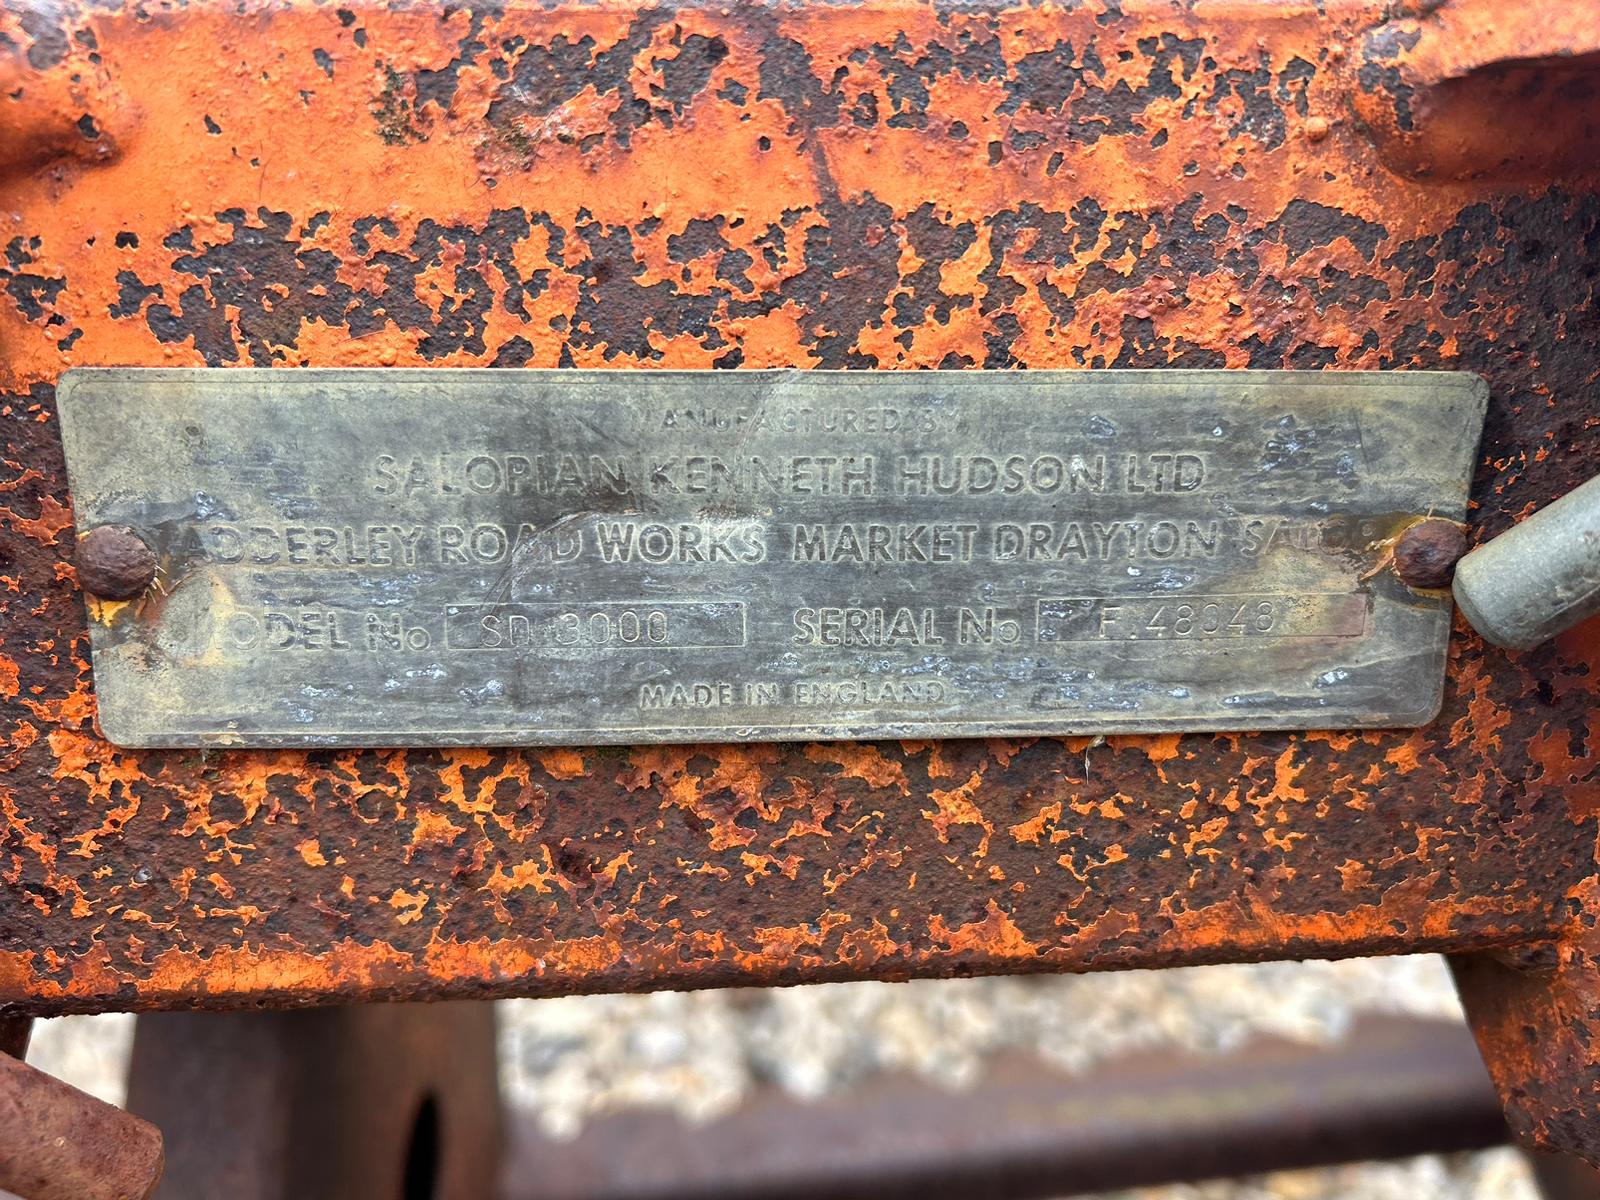 MANUFACTURED BY
SALOPIAN KENNETH HUDSON LTD
ADDERLEY ROAD WORKS MARKET DRAYTON SALOP
MODEL No SD 3000 SERIAL No F.48048
MADE IN ENGLAND